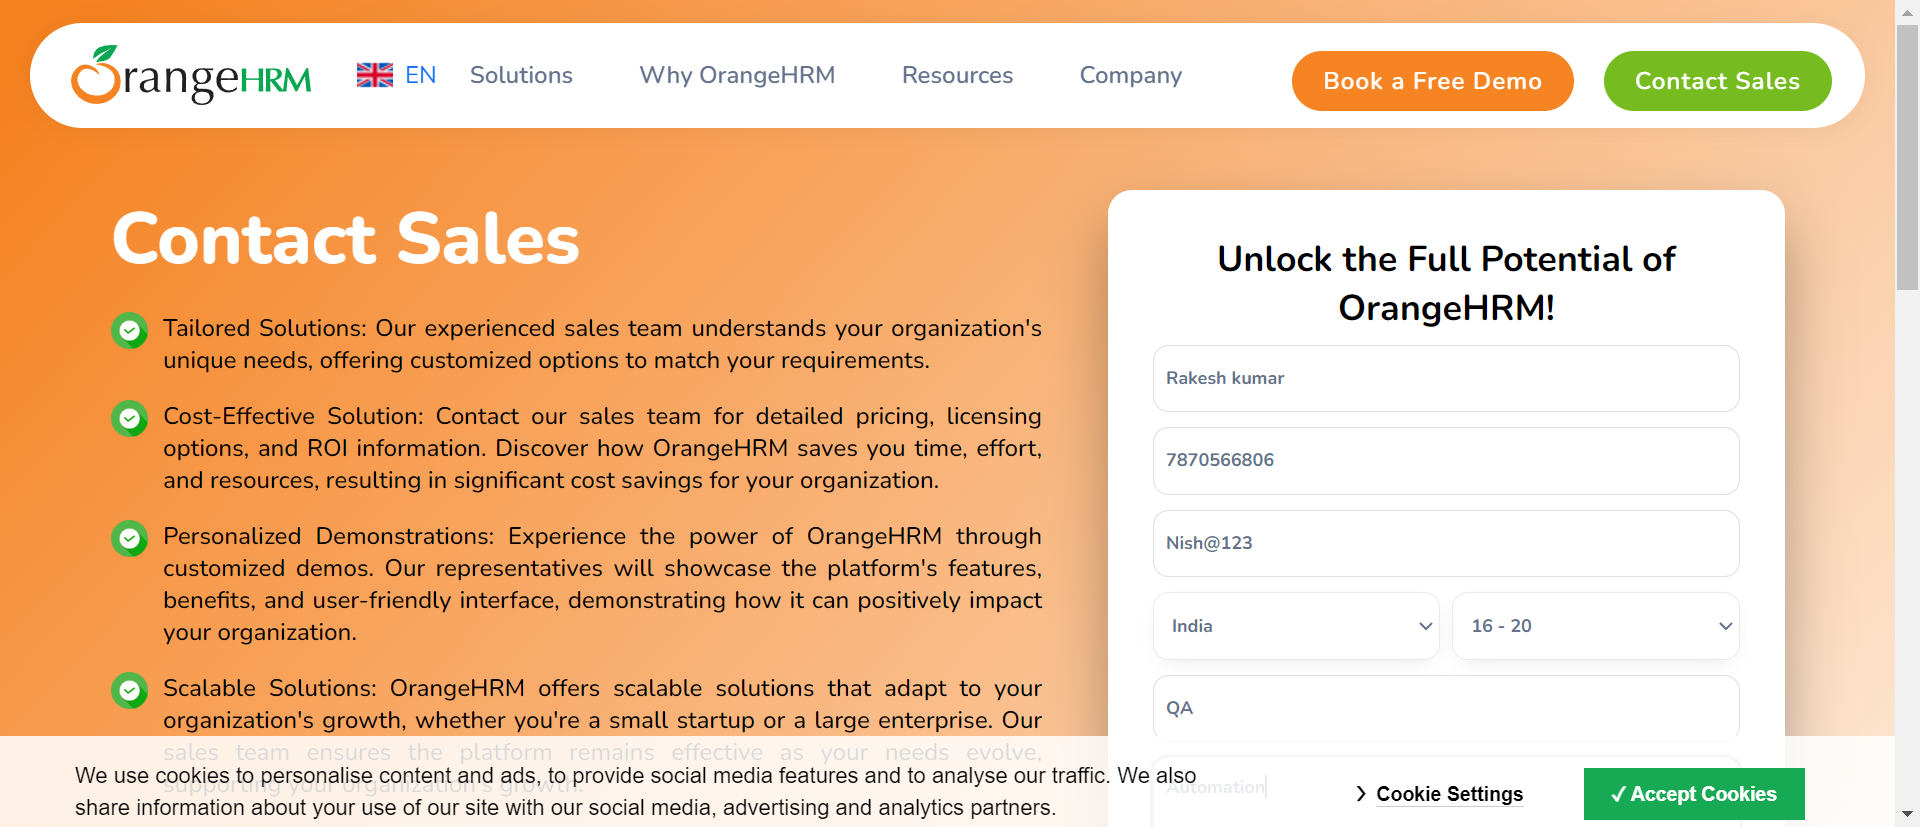 OrangeHRM
EN
Solutions
Why OrangeHRM
Resources
Company
Book a Free Demo
Contact Sales
Contact Sales
Tailored Solutions: Our experienced sales team understands your organization's
unique needs, offering customized options to match your requirements.
Cost-Effective Solution: Contact our sales team for detailed pricing, licensing
options, and ROI information. Discover how OrangeHRM saves you time, effort,
and resources, resulting in significant cost savings for your organization.
Personalized Demonstrations: Experience the power of OrangeHRM through
customized demos. Our representatives will showcase the platform's features,
benefits, and user-friendly interface, demonstrating how it can positively impact
your organization.
Scalable Solutions: OrangeHRM offers scalable solutions that adapt to your
organization's growth, whether you're a small startup or a large enterprise. Our
sales team ensures the platform remains effective as your needs evolve,
supporting your organization's growth.
Unlock the Full Potential of
OrangeHRM!
Rakesh kumar
7870566806
Nish@123
India
16 - 20
QA
Automation
We use cookies to personalise content and ads, to provide social media features and to analyse our traffic. We also
share information about your use of our site with our social media, advertising and analytics partners.
Cookie Settings
✓ Accept Cookies